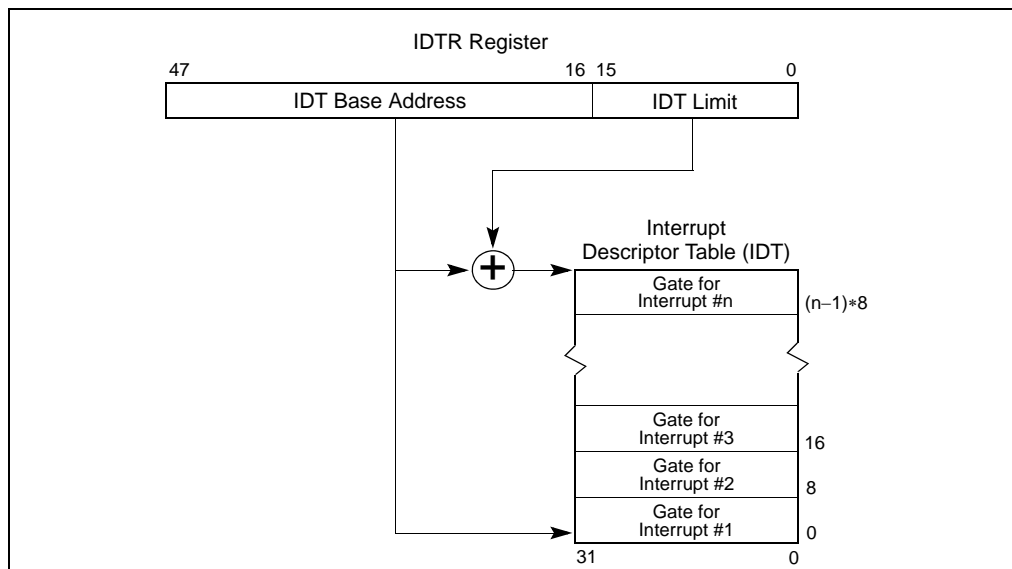 IDTR Register
47 16 15 0
IDT Base Address IDT Limit
+
Interrupt
Descriptor Table (IDT)
Gate for
Interrupt #n
(n−1)∗8
Gate for
Interrupt #3
16
Gate for
Interrupt #2
8
Gate for
Interrupt #1
0
31 0